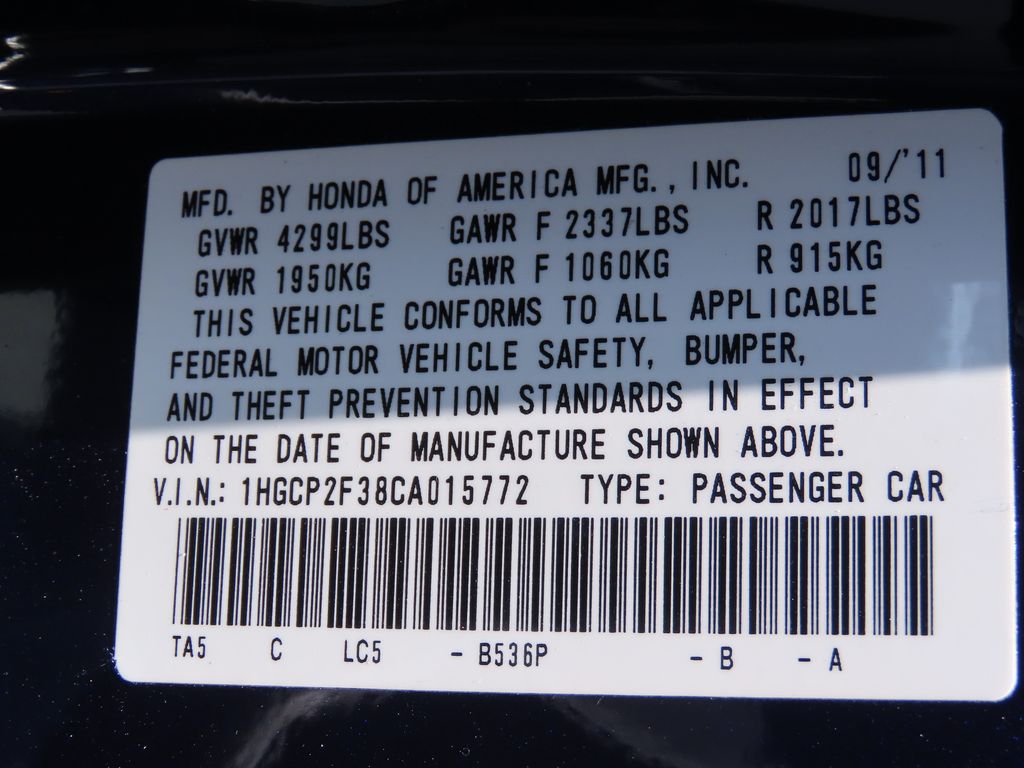 MFD. BY HONDA OF AMERICA MFG., INC. 09/'11
GVWR 4299LBS GAWR F 2337LBS R 2017LBS
GVWR 1950KG GAWR F 1060KG R 915KG
THIS VEHICLE CONFORMS TO ALL APPLICABLE
FEDERAL MOTOR VEHICLE SAFETY, BUMPER,
AND THEFT PREVENTION STANDARDS IN EFFECT
ON THE DATE OF MANUFACTURE SHOWN ABOVE.
V.I.N.: 1HGCP2F38CA015772 TYPE: PASSENGER CAR
TA5 C LC5 - B536P - B - A